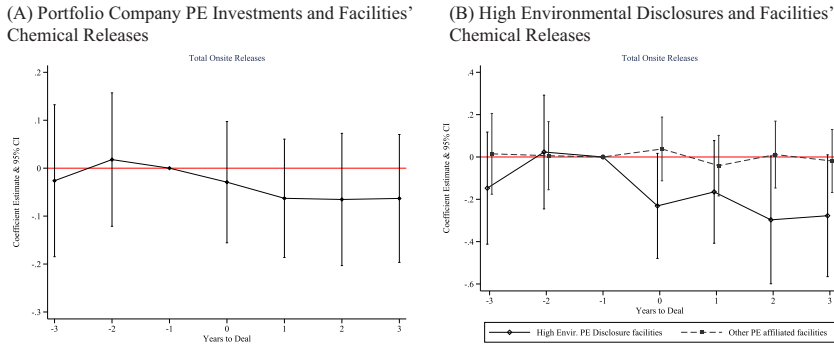 (A) Portfolio Company PE Investments and Facilities'
Chemical Releases
Total Onsite Releases
Coefficient Estimate & 95% CI
.2
.1
0
-.1
-.2
-.3
-3
-2
-1
0
1
2
3
Years to Deal
(B) High Environmental Disclosures and Facilities'
Chemical Releases
Total Onsite Releases
Coefficient Estimate & 95% CI
.4
.2
0
-.2
-.4
-.6
-3
-2
-1
0
1
2
3
Years to Deal
High Envir. PE Disclosure facilities
Other PE affiliated facilities